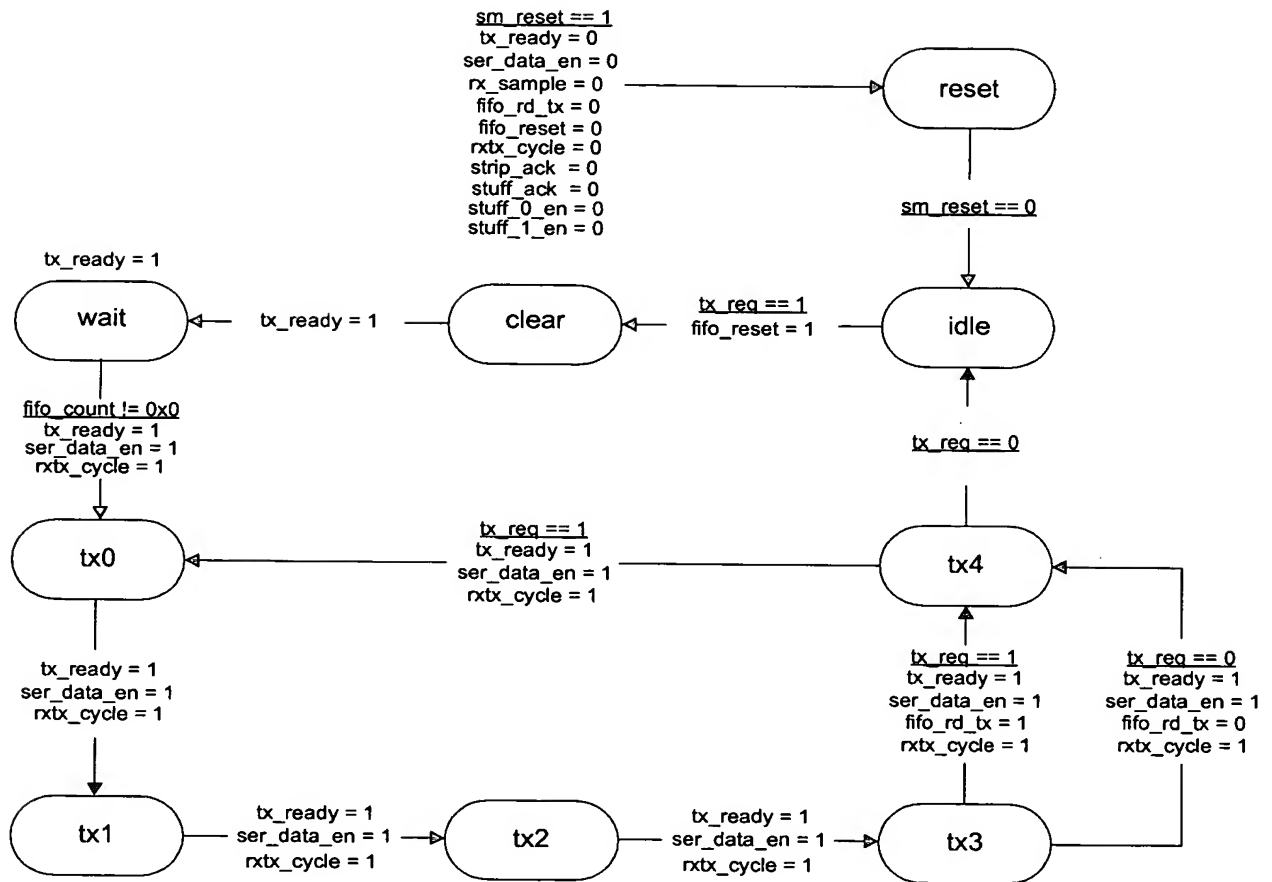 sm_reset == 1
tx_ready = 0
ser_data_en = 0
rx_sample = 0
fifo_rd_tx = 0
fifo_reset = 0
rxtx_cycle = 0
strip_ack = 0
stuff_ack = 0
stuff_0_en = 0
stuff_1_en = 0
reset
sm_reset == 0
idle
tx_req == 1
fifo_reset = 1
clear
tx_ready = 1
tx_ready = 1
wait
fifo_count != 0x0
tx_ready = 1
ser_data_en = 1
rxtx_cycle = 1
tx_req == 0
tx0
tx_req == 1
tx_ready = 1
ser_data_en = 1
rxtx_cycle = 1
tx4
tx_ready = 1
ser_data_en = 1
rxtx_cycle = 1
tx_req == 1
tx_ready = 1
ser_data_en = 1
fifo_rd_tx = 1
rxtx_cycle = 1
tx_req == 0
tx_ready = 1
ser_data_en = 1
fifo_rd_tx = 0
rxtx_cycle = 1
tx1
tx_ready = 1
ser_data_en = 1
rxtx_cycle = 1
tx2
tx_ready = 1
ser_data_en = 1
rxtx_cycle = 1
tx3